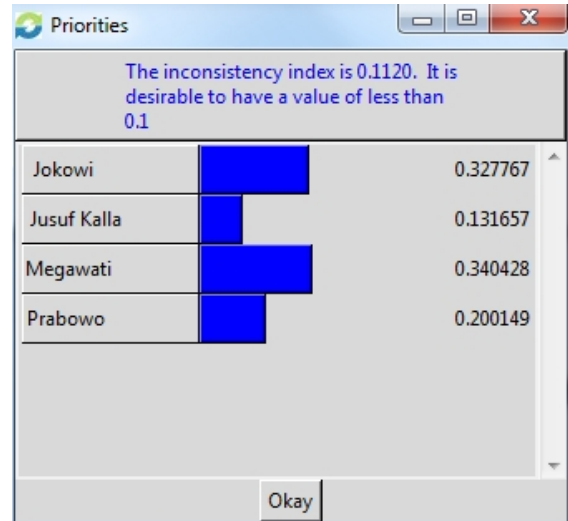 Priorities
The inconsistency index is 0.1120. It is
desirable to have a value of less than
0.1
Jokowi 0.327767
Jusuf Kalla 0.131657
Megawati 0.340428
Prabowo 0.200149
Okay